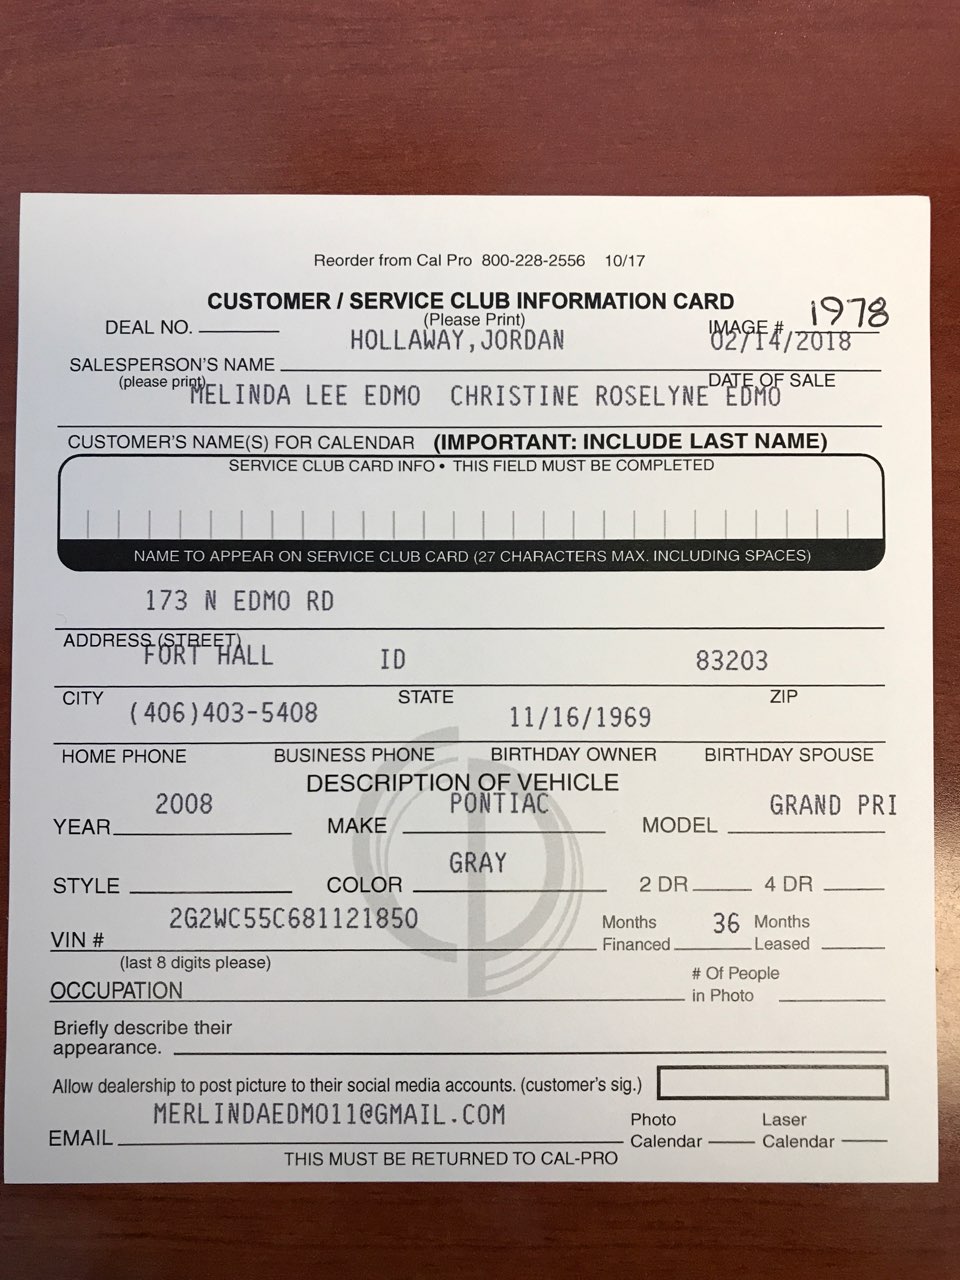 Reorder from Cal Pro 800-228-2556 10/17
CUSTOMER / SERVICE CLUB INFORMATION CARD
(Please Print)
DEAL NO. IMAGE # 1978
HOLLAWAY,JORDAN 02/14/2018
SALESPERSON'S NAME
(please print) DATE OF SALE
MELINDA LEE EDMO CHRISTINE ROSELYNE EDMO
CUSTOMER'S NAME(S) FOR CALENDAR (IMPORTANT: INCLUDE LAST NAME)
SERVICE CLUB CARD INFO • THIS FIELD MUST BE COMPLETED
NAME TO APPEAR ON SERVICE CLUB CARD (27 CHARACTERS MAX. INCLUDING SPACES)
173 N EDMO RD
ADDRESS (STREET)
FORT HALL ID 83203
CITY STATE ZIP
(406)403-5408 11/16/1969
HOME PHONE BUSINESS PHONE BIRTHDAY OWNER BIRTHDAY SPOUSE
DESCRIPTION OF VEHICLE
2008 PONTIAC GRAND PRI
YEAR MAKE MODEL
GRAY
STYLE COLOR 2 DR 4 DR
2G2WC55C681121850
VIN # Months Financed 36 Months Leased
(last 8 digits please)
OCCUPATION # Of People in Photo
Briefly describe their
appearance.
Allow dealership to post picture to their social media accounts. (customer's sig.)
MERLINDAEDMO11@GMAIL.COM
EMAIL Photo Calendar Laser Calendar
THIS MUST BE RETURNED TO CAL-PRO